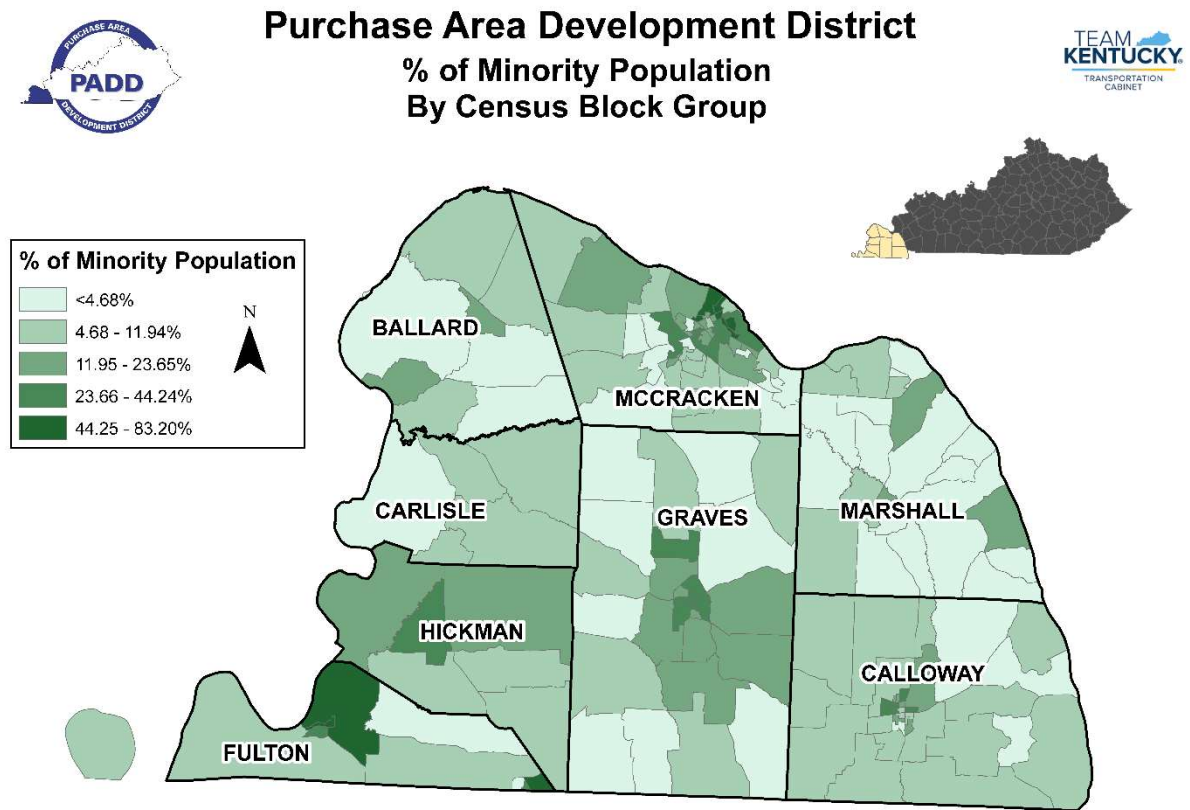 Purchase Area Development District
% of Minority Population
By Census Block Group
PURCHASE AREA
PADD
DEVELOPMENT DISTRICT
TEAM
KENTUCKY
TRANSPORTATION
CABINET
% of Minority Population
<4.68%
4.68 - 11.94%
11.95 - 23.65%
23.66 - 44.24%
44.25 - 83.20%
N
BALLARD
MCCRACKEN
CARLISLE
GRAVES
MARSHALL
HICKMAN
CALLOWAY
FULTON